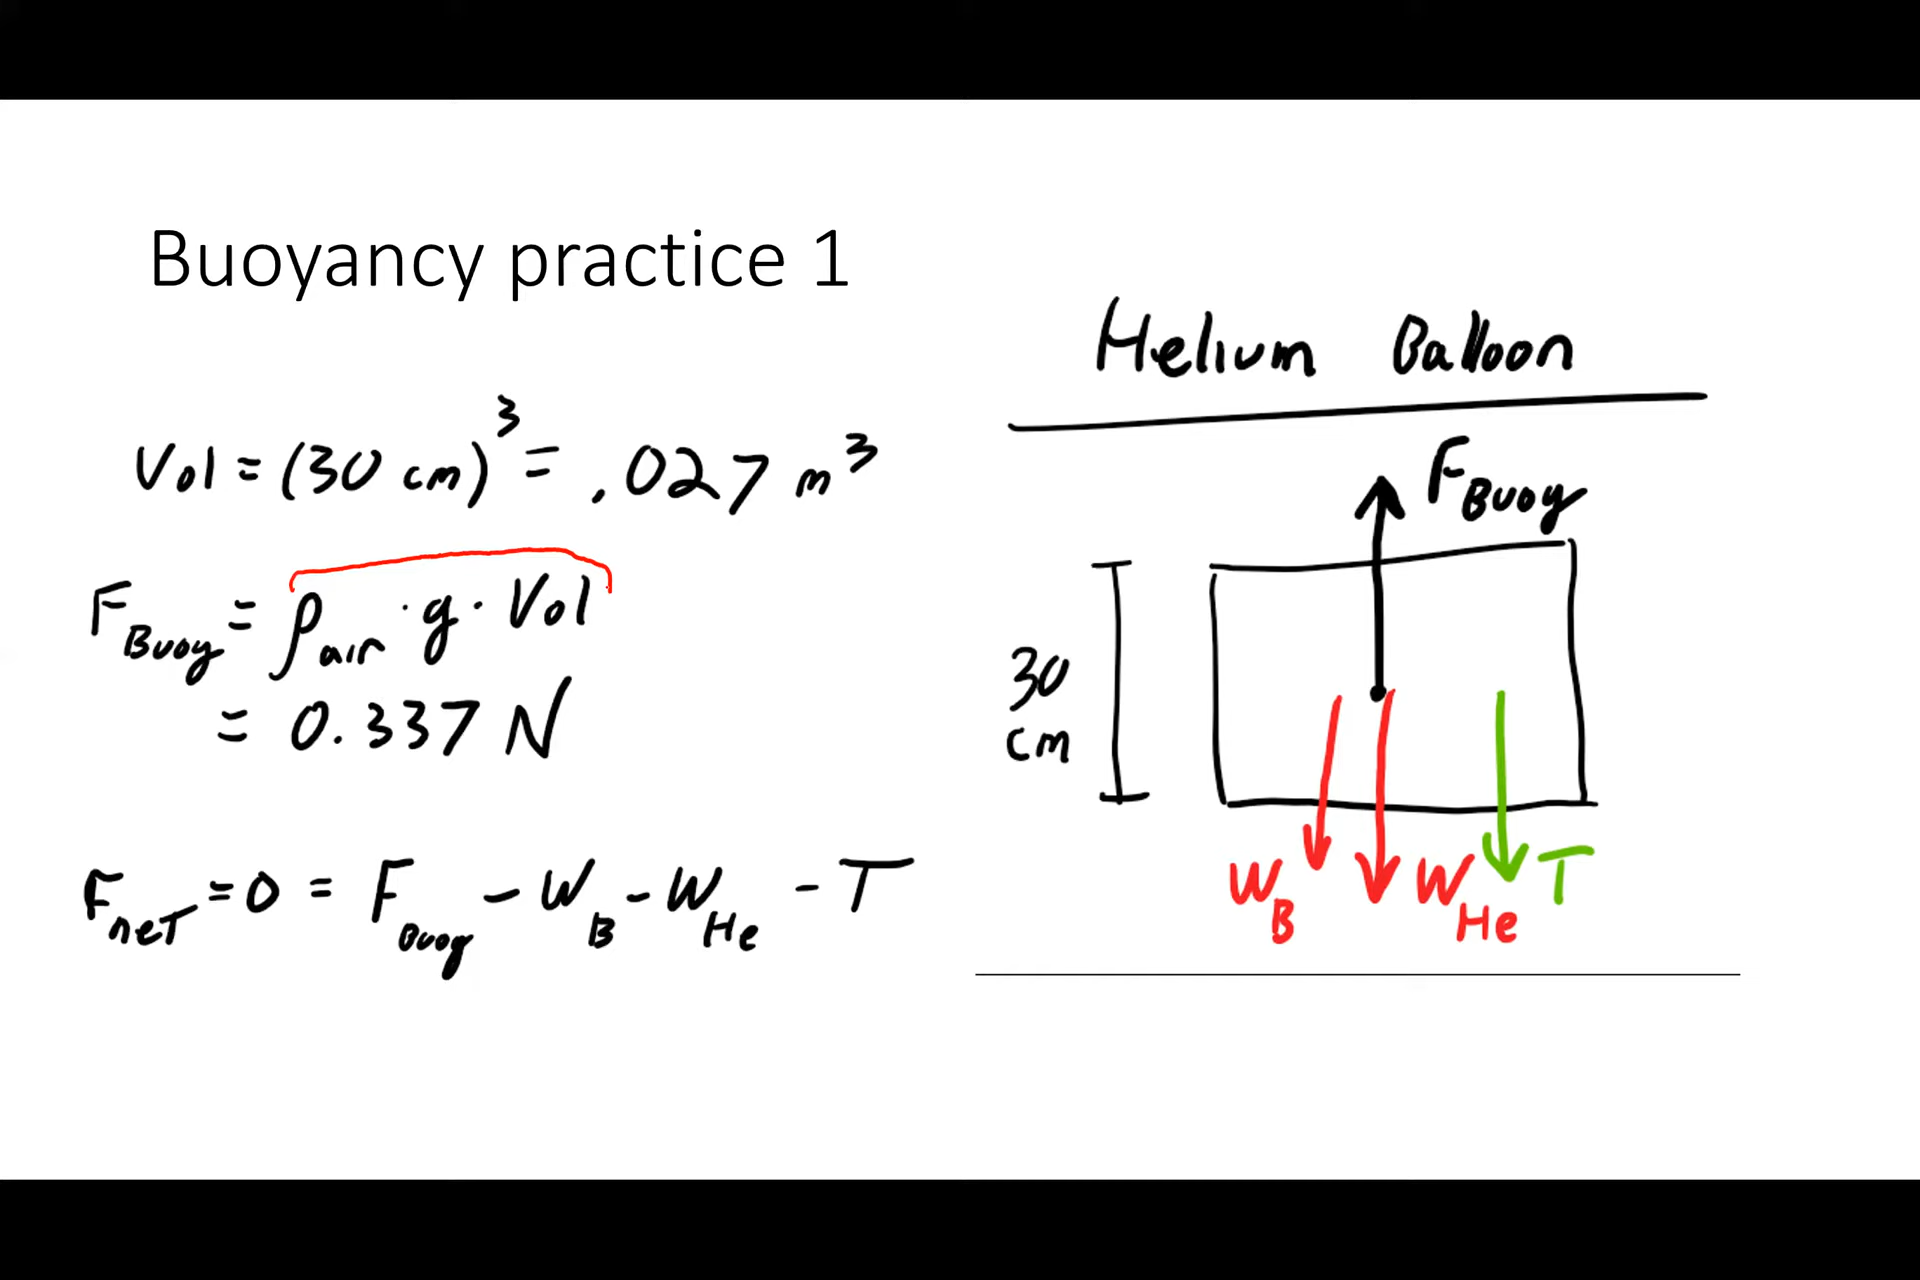 Buoyancy practice 1
Vol = (30 cm)³ = .027 m³
F_Buoy = ρ_air · g · Vol
= 0.337 N
F_neT = 0 = F_Buoy - W_B - W_He - T
Helium Balloon
F_Buoy
30
cm
W_B
W_He
T